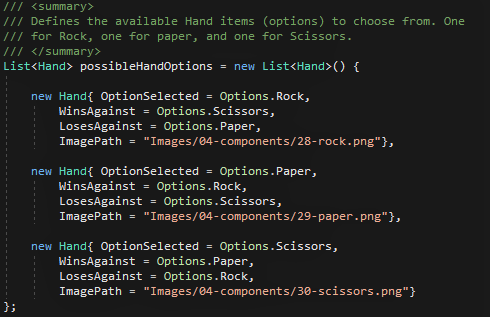 /// <summary>
/// Defines the available Hand items (options) to choose from. One
/// for Rock, one for paper, and one for Scissors.
/// </summary>
List<Hand> possibleHandOptions = new List<Hand>() {
new Hand{ OptionSelected = Options.Rock,
WinsAgainst = Options.Scissors,
LosesAgainst = Options.Paper,
ImagePath = "Images/04-components/28-rock.png"},
new Hand{ OptionSelected = Options.Paper,
WinsAgainst = Options.Rock,
LosesAgainst = Options.Scissors,
ImagePath = "Images/04-components/29-paper.png"},
new Hand{ OptionSelected = Options.Scissors,
WinsAgainst = Options.Paper,
LosesAgainst = Options.Rock,
ImagePath = "Images/04-components/30-scissors.png"}
};